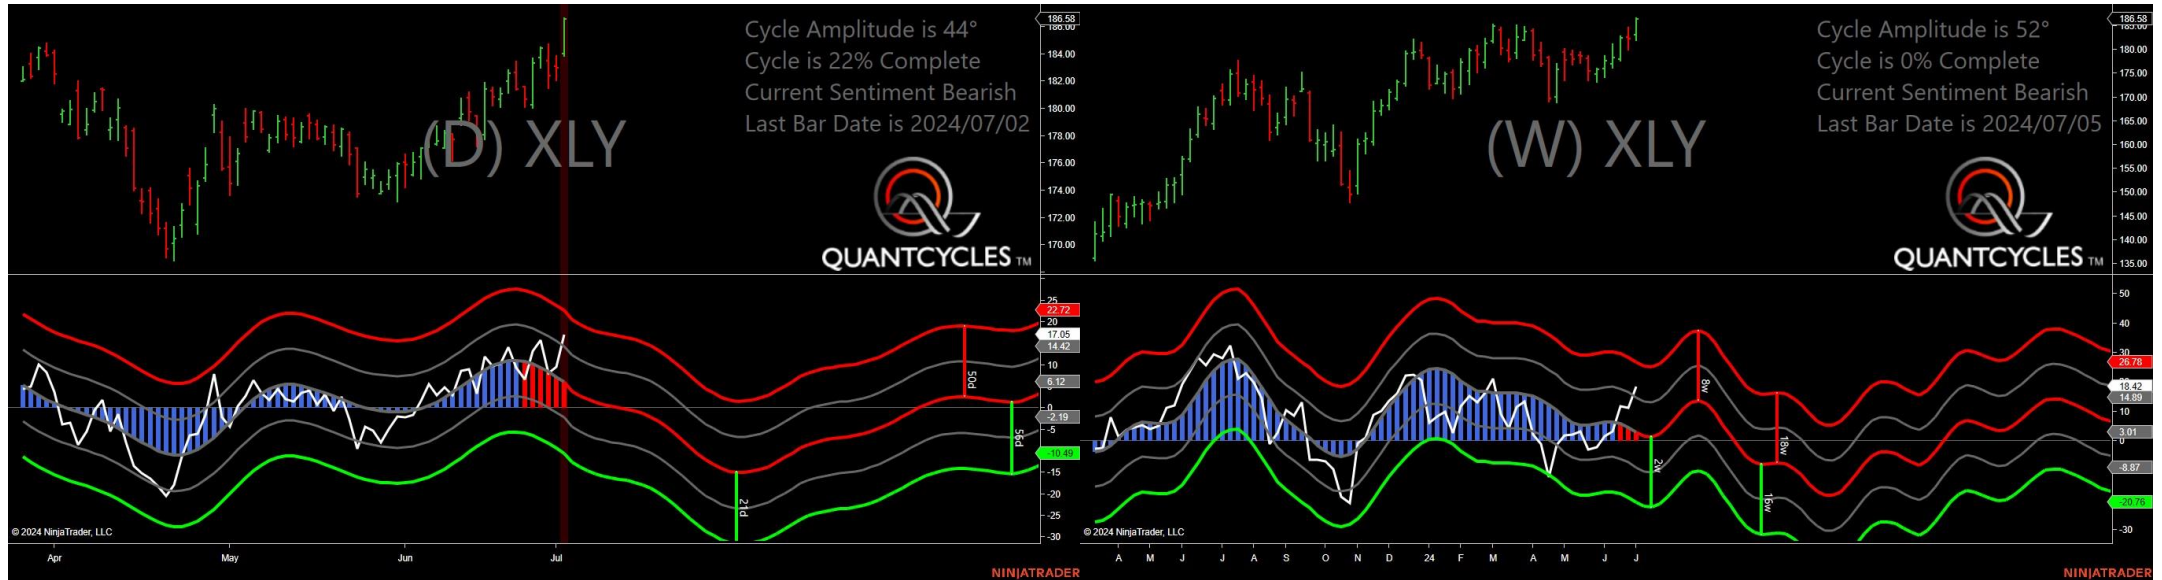 Cycle Amplitude is 44°
Cycle is 22% Complete
Current Sentiment Bearish
Last Bar Date is 2024/07/02
(D) XLY
QUANTCYCLES TM
186.58
186.00
184.00
182.00
180.00
178.00
176.00
174.00
172.00
170.00
25
22.72
20
17.05
14.42
10
6.12
0
-2.19
-5
-10.49
-15
-20
-25
-30
21d
50d
56d
© 2024 NinjaTrader, LLC
Apr May Jun Jul
NINJATRADER
Cycle Amplitude is 52°
Cycle is 0% Complete
Current Sentiment Bearish
Last Bar Date is 2024/07/05
(W) XLY
QUANTCYCLES TM
186.58
185.00
180.00
175.00
170.00
165.00
160.00
155.00
150.00
145.00
140.00
135.00
50
40
30
26.78
18.42
14.89
10
3.01
0
-8.87
-20.76
-30
2w
8w
16w
18w
© 2024 NinjaTrader, LLC
A M J J A S O N D 24 F M A M J J
NINJATRADER